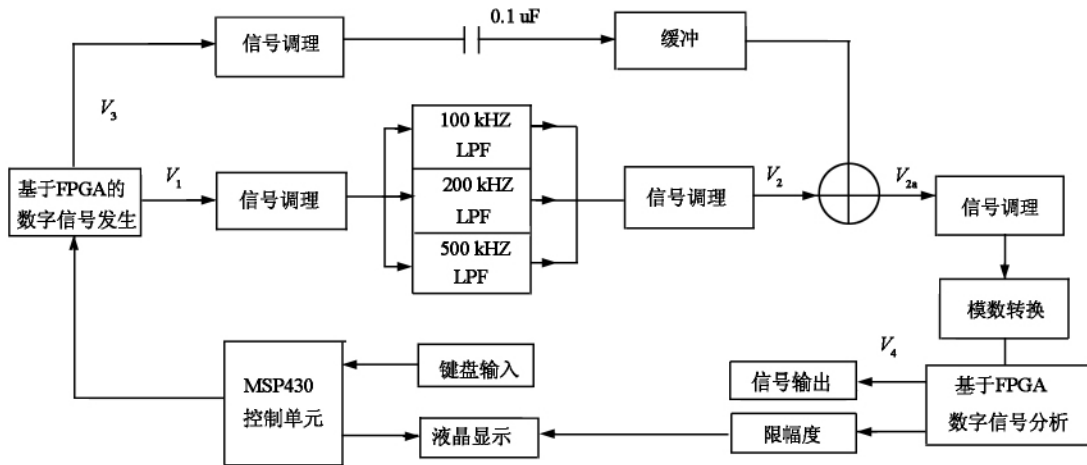 0.1 uF
信号调理
缓冲
V3
100 kHZ
LPF
基于FPGA的
数字信号发生
V1
信号调理
200 kHZ
LPF
信号调理
V2
V2a
信号调理
500 kHZ
LPF
模数转换
MSP430
控制单元
键盘输入
V4
信号输出
基于FPGA
数字信号分析
液晶显示
限幅度